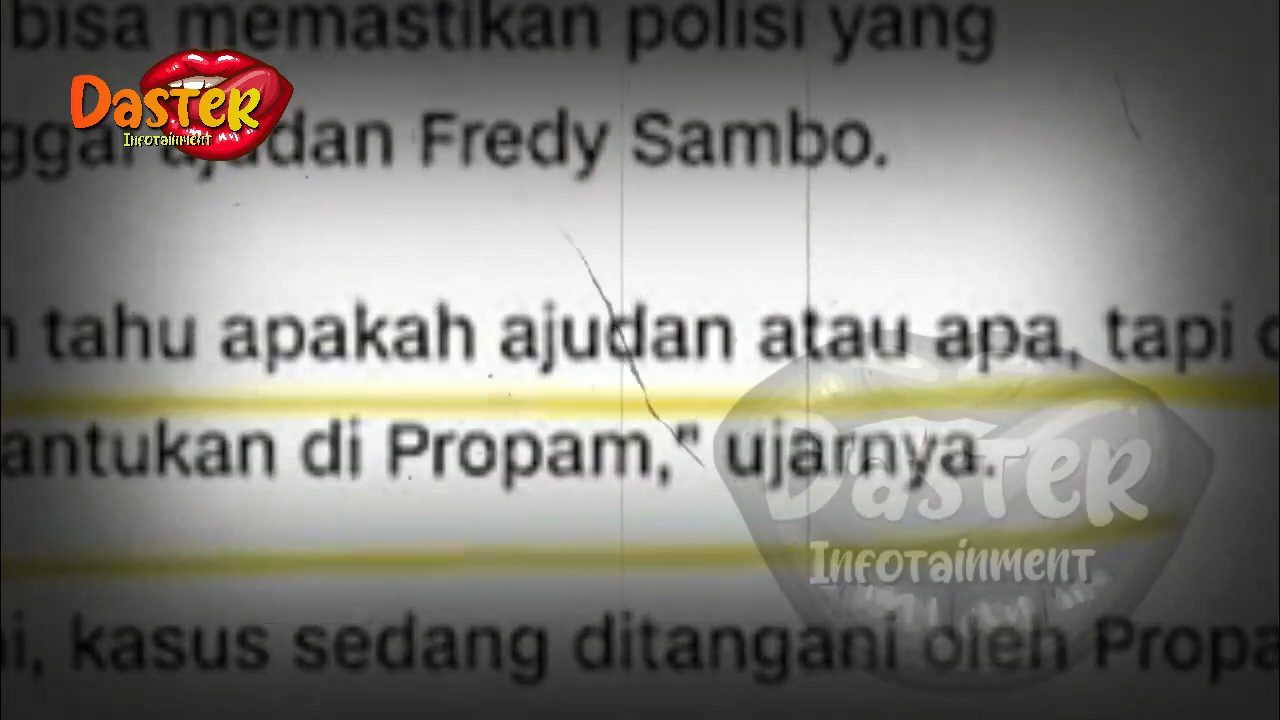 bisa memastikan polisi yang
DASTER
INFOTAINMENT
ajudan Fredy Sambo.
tahu apakah ajudan atau apa, tapi
antukan di Propam," ujarnya.
DASTER
INFOTAINMENT
i, kasus sedang ditangani oleh Propa